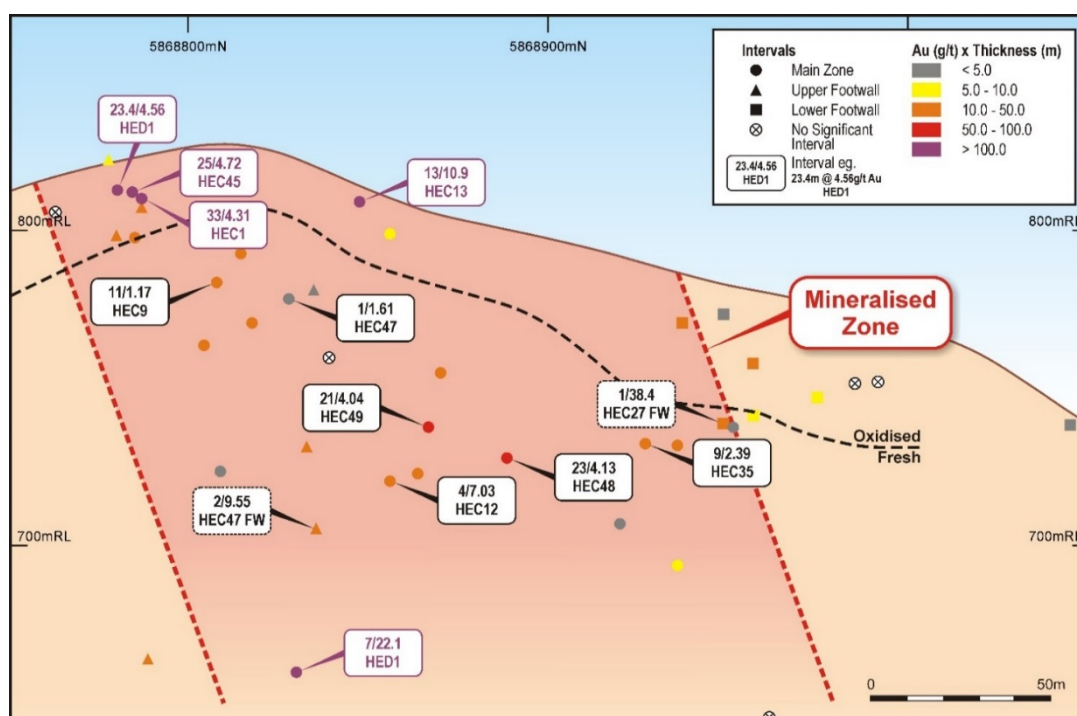 5868800mN
5868900mN
Intervals
Main Zone
Upper Footwall
Lower Footwall
No Significant
Interval
23.4/4.56
HED1
Interval eg.
23.4m @ 4.56g/t Au
HED1
Au (g/t) x Thickness (m)
< 5.0
5.0 - 10.0
10.0 - 50.0
50.0 - 100.0
> 100.0
23.4/4.56
HED1
25/4.72
HEC45
33/4.31
HEC1
13/10.9
HEC13
800mRL
800mRL
11/1.17
HEC9
1/1.61
HEC47
Mineralised
Zone
21/4.04
HEC49
1/38.4
HEC27 FW
Oxidised
Fresh
9/2.39
HEC35
23/4.13
HEC48
4/7.03
HEC12
2/9.55
HEC47 FW
700mRL
700mRL
7/22.1
HED1
0
50m